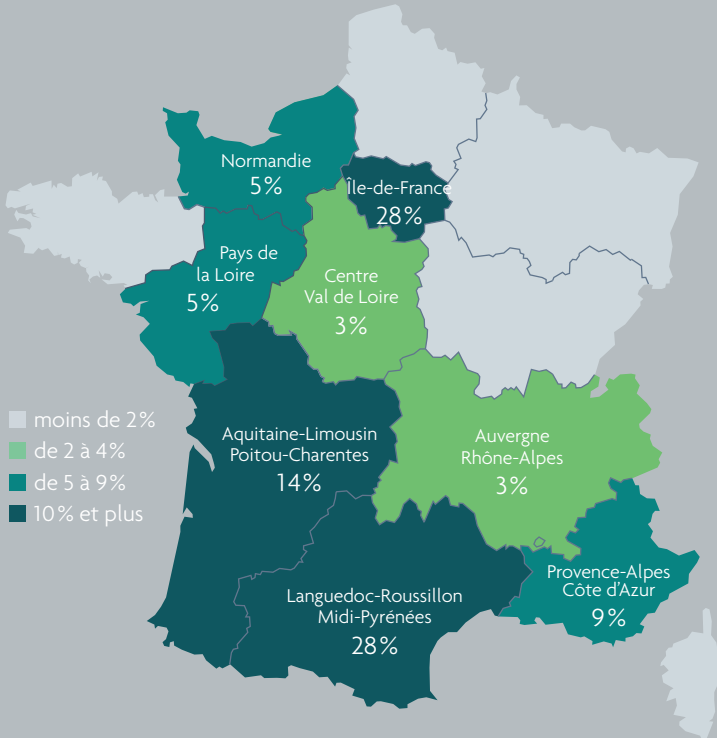 Normandie
5%
Île-de-France
28%
Pays de
la Loire
5%
Centre
Val de Loire
3%
moins de 2%
de 2 à 4%
de 5 à 9%
10% et plus
Aquitaine-Limousin
Poitou-Charentes
14%
Auvergne
Rhône-Alpes
3%
Languedoc-Roussillon
Midi-Pyrénées
28%
Provence-Alpes
Côte d'Azur
9%